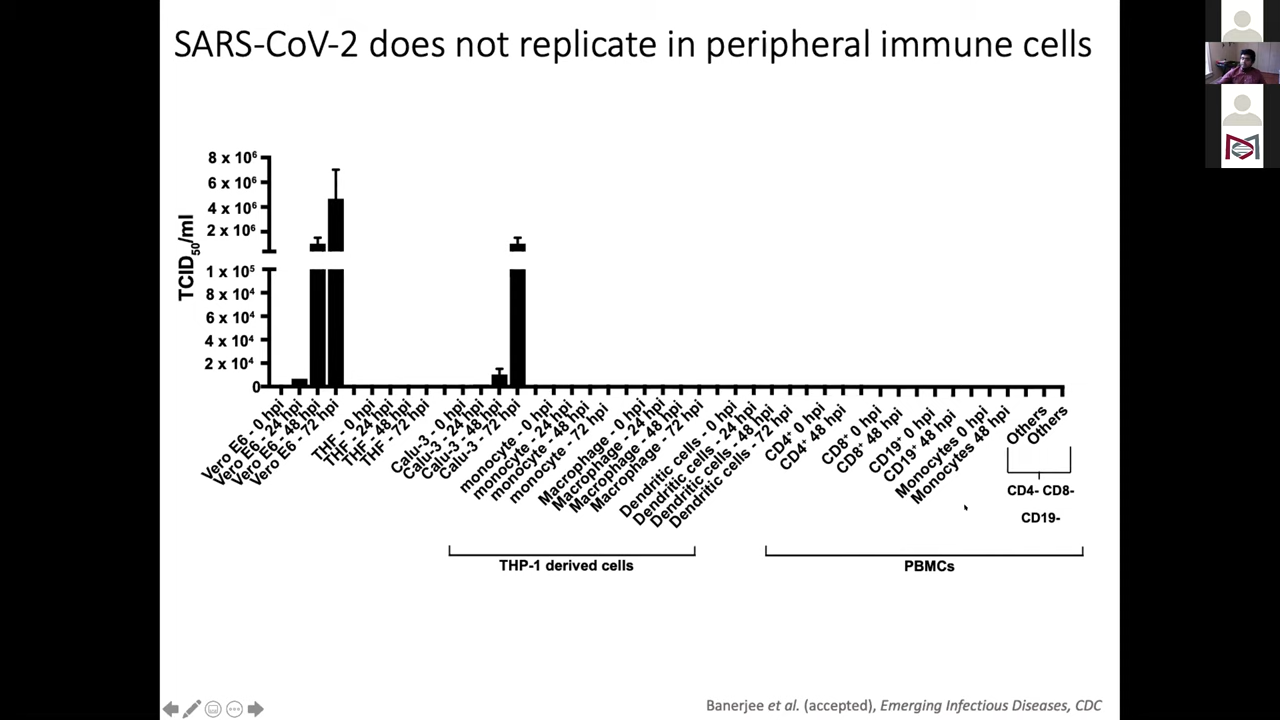 SARS-CoV-2 does not replicate in peripheral immune cells
TCID50/ml
8 x 10⁶
6 x 10⁶
4 x 10⁶
2 x 10⁶
1 x 10⁵
8 x 10⁴
6 x 10⁴
4 x 10⁴
2 x 10⁴
0
Vero E6 - 0 hpi
Vero E6 - 24 hpi
Vero E6 - 48 hpi
Vero E6 - 72 hpi
THF - 0 hpi
THF - 24 hpi
THF - 48 hpi
THF - 72 hpi
Calu-3 - 0 hpi
Calu-3 - 24 hpi
Calu-3 - 48 hpi
Calu-3 - 72 hpi
monocyte - 0 hpi
monocyte - 24 hpi
monocyte - 48 hpi
monocyte - 72 hpi
Macrophage - 0 hpi
Macrophage - 24 hpi
Macrophage - 48 hpi
Macrophage - 72 hpi
Dendritic cells - 0 hpi
Dendritic cells - 24 hpi
Dendritic cells - 48 hpi
Dendritic cells - 72 hpi
CD4⁺ 0 hpi
CD4⁺ 48 hpi
CD8⁺ 0 hpi
CD8⁺ 48 hpi
CD19⁺ 0 hpi
CD19⁺ 48 hpi
Monocytes 0 hpi
Monocytes 48 hpi
Others
Others
CD4- CD8-
CD19-
THP-1 derived cells
PBMCs
Banerjee et al. (accepted), Emerging Infectious Diseases, CDC